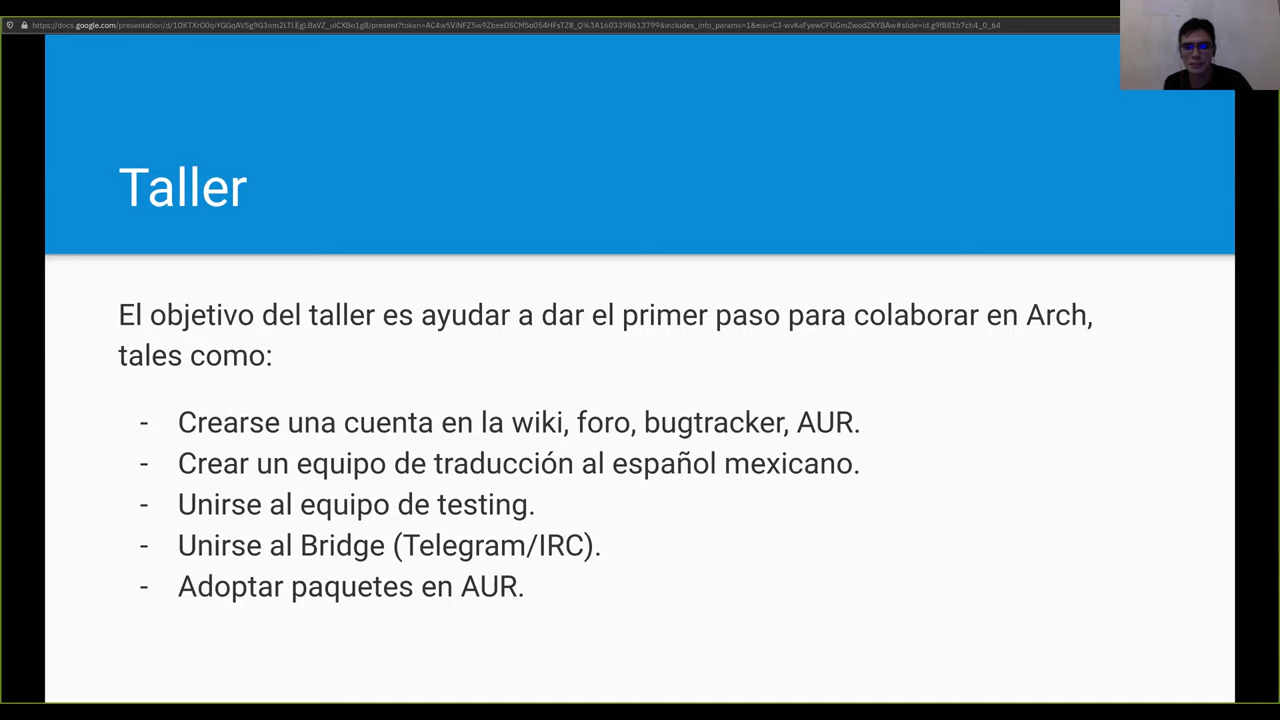 Taller
El objetivo del taller es ayudar a dar el primer paso para colaborar en Arch,
tales como:
- Crearse una cuenta en la wiki, foro, bugtracker, AUR.
- Crear un equipo de traducción al español mexicano.
- Unirse al equipo de testing.
- Unirse al Bridge (Telegram/IRC).
- Adoptar paquetes en AUR.